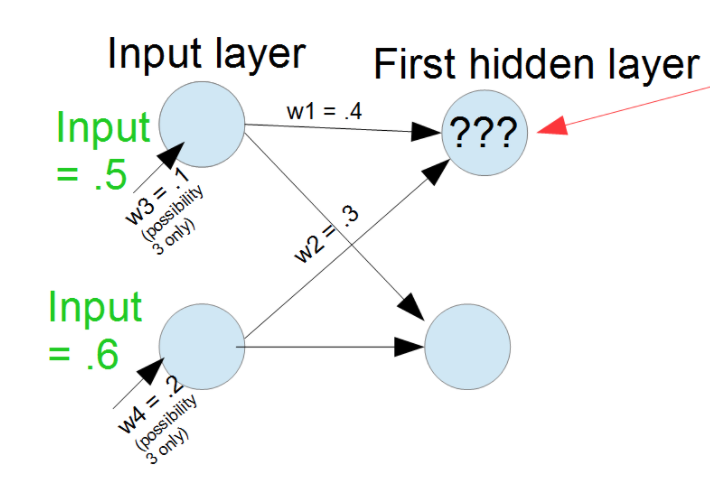 Input layer
First hidden layer
Input
= .5
w1 = .4
???
w3 = .1
(possibility
3 only)
w2 = .3
Input
= .6
w4 = .2
(possibility
3 only)